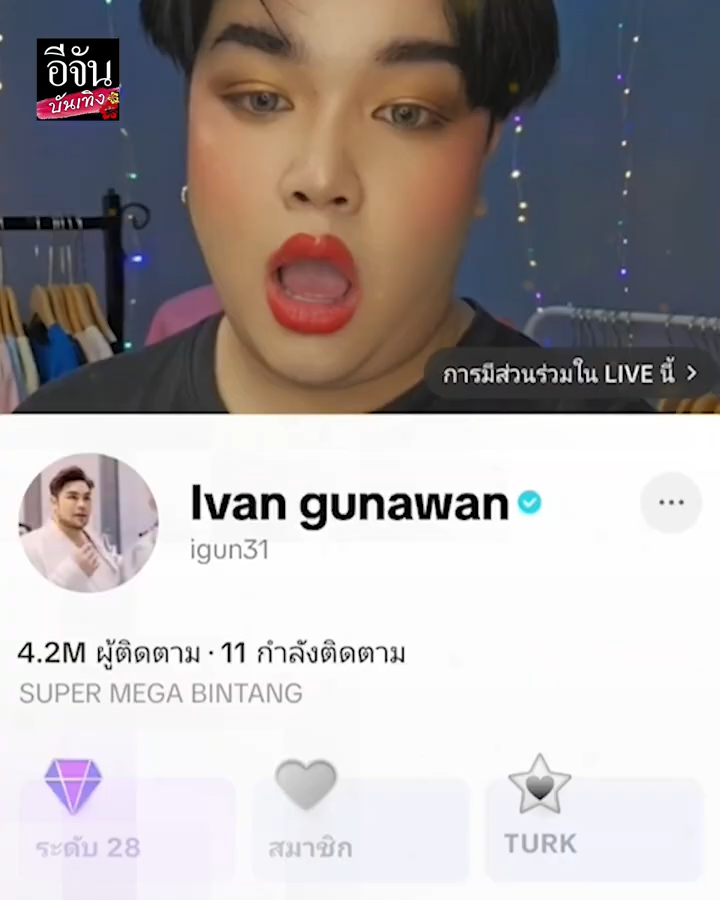 อีจัน
บันเทิง
การมีส่วนร่วมใน LIVE นี้
Ivan gunawan
igun31
4.2M ผู้ติดตาม · 11 กำลังติดตาม
SUPER MEGA BINTANG
ระดับ 28
สมาชิก
TURK